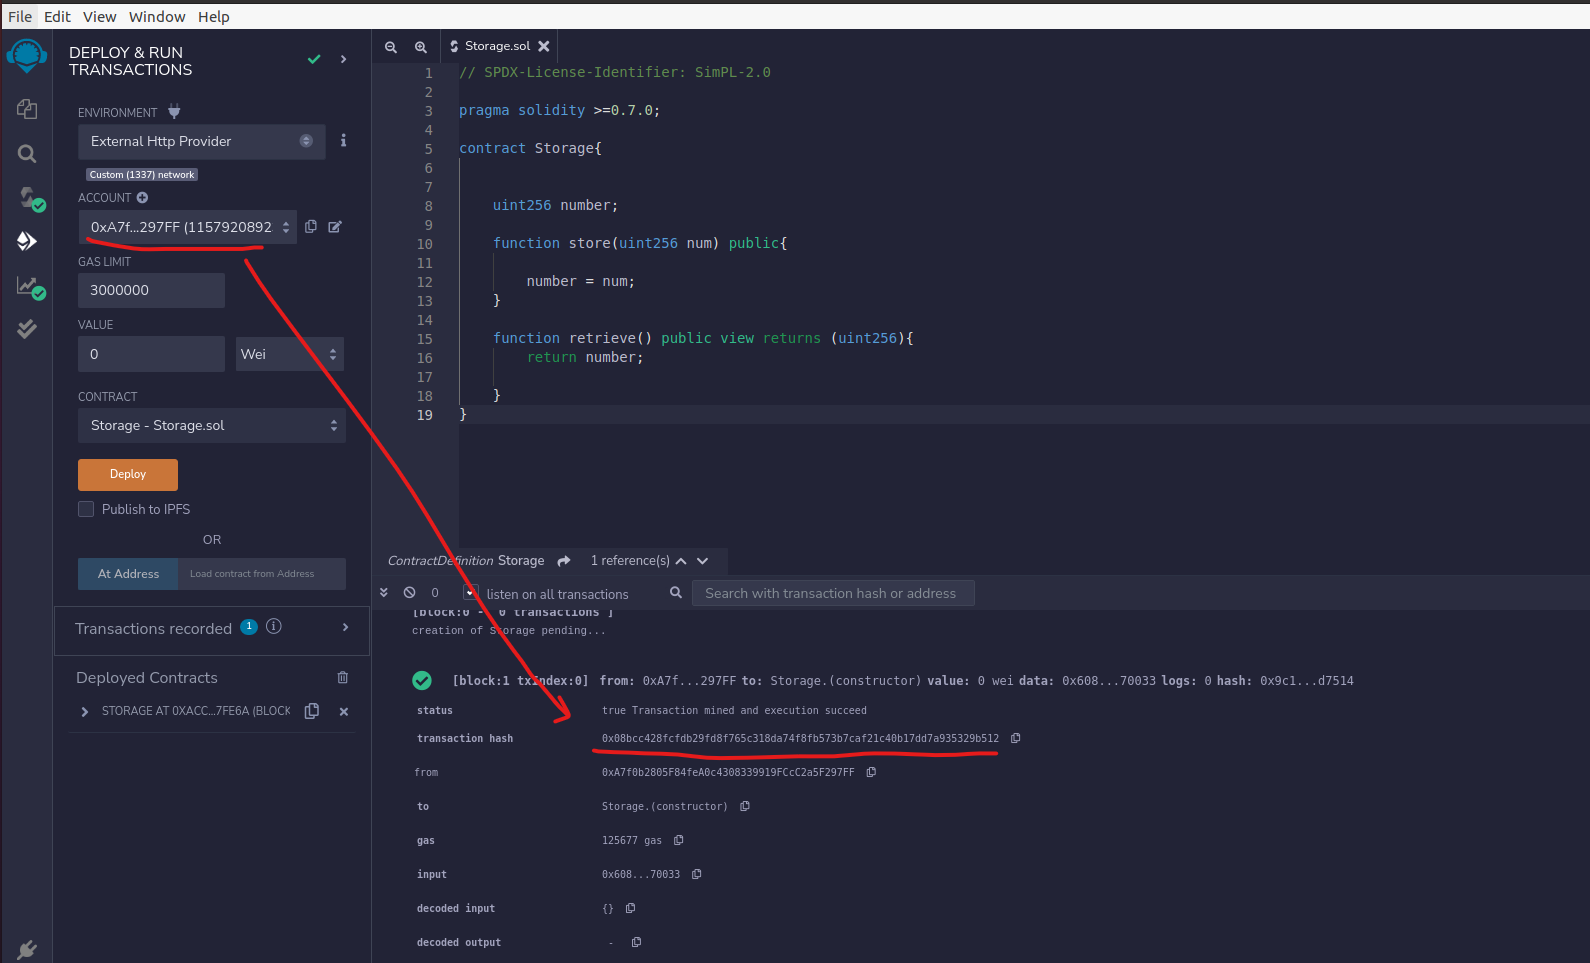 File Edit View Window Help
DEPLOY & RUN
TRANSACTIONS
ENVIRONMENT
External Http Provider
Custom (1337) network
ACCOUNT
0xA7f...297FF (1157920892
GAS LIMIT
3000000
VALUE
0
Wei
CONTRACT
Storage - Storage.sol
Deploy
Publish to IPFS
OR
At Address
Load contract from Address
Transactions recorded 1 i
Deployed Contracts
STORAGE AT 0XACC...7FE6A (BLOCK
Storage.sol
1 // SPDX-License-Identifier: SimPL-2.0
2
3 pragma solidity >=0.7.0;
4
5 contract Storage{
6
7
8 uint256 number;
9
10 function store(uint256 num) public{
11
12 number = num;
13 }
14
15 function retrieve() public view returns (uint256){
16 return number;
17
18 }
19 }
ContractDefinition Storage 1 reference(s)
0 listen on all transactions
Search with transaction hash or address
[block:0 - 0 transactions ]
creation of Storage pending...
[block:1 txIndex:0] from: 0xA7f...297FF to: Storage.(constructor) value: 0 wei data: 0x608...70033 logs: 0 hash: 0x9c1...d7514
status true Transaction mined and execution succeed
transaction hash 0x08bcc428fcfdb29fd8f765c318da74f8fb573b7caf21c40b17dd7a935329b512
from 0xA7f0b2805F84feA0c4308339919FCcC2a5F297FF
to Storage.(constructor)
gas 125677 gas
input 0x608...70033
decoded input {}
decoded output -